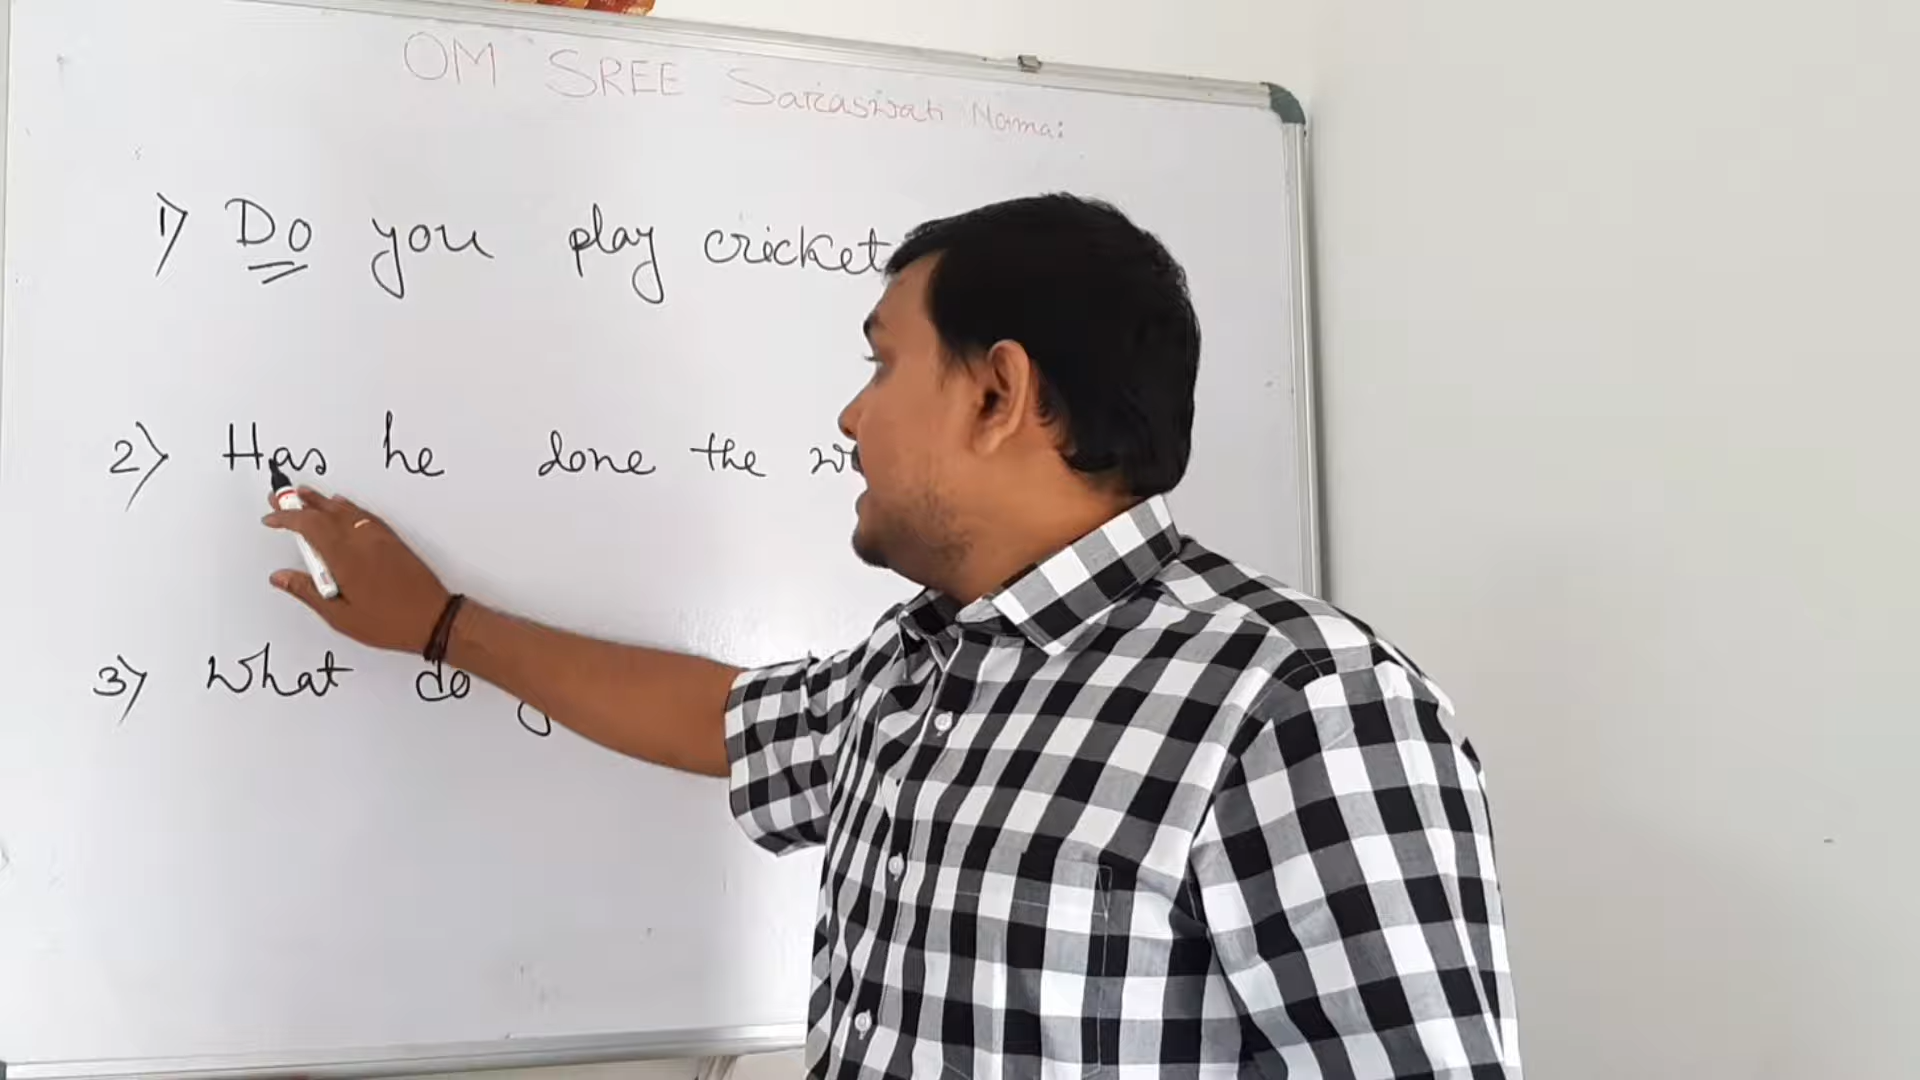 OM SREE Saraswati Nama:
1) Do you play cricket
2) Has he done the
3) What do